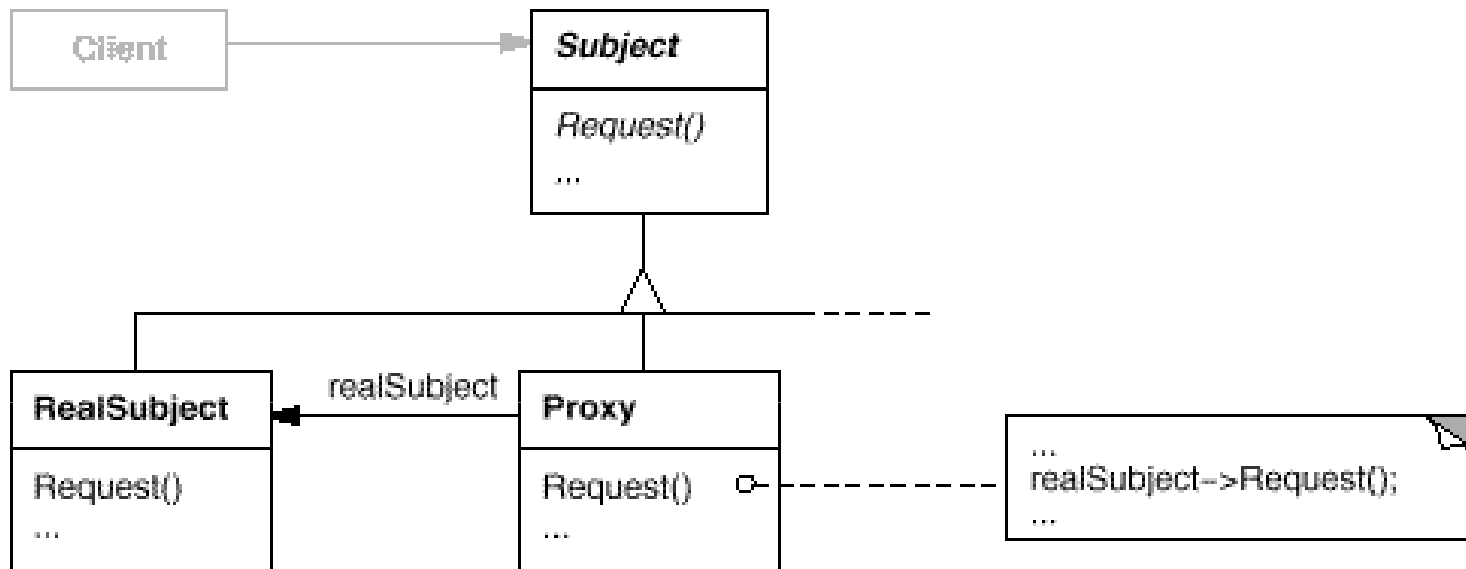 Client
Subject
Request()
...
realSubject
RealSubject
Request()
...
Proxy
Request()
...
...
realSubject->Request();
...